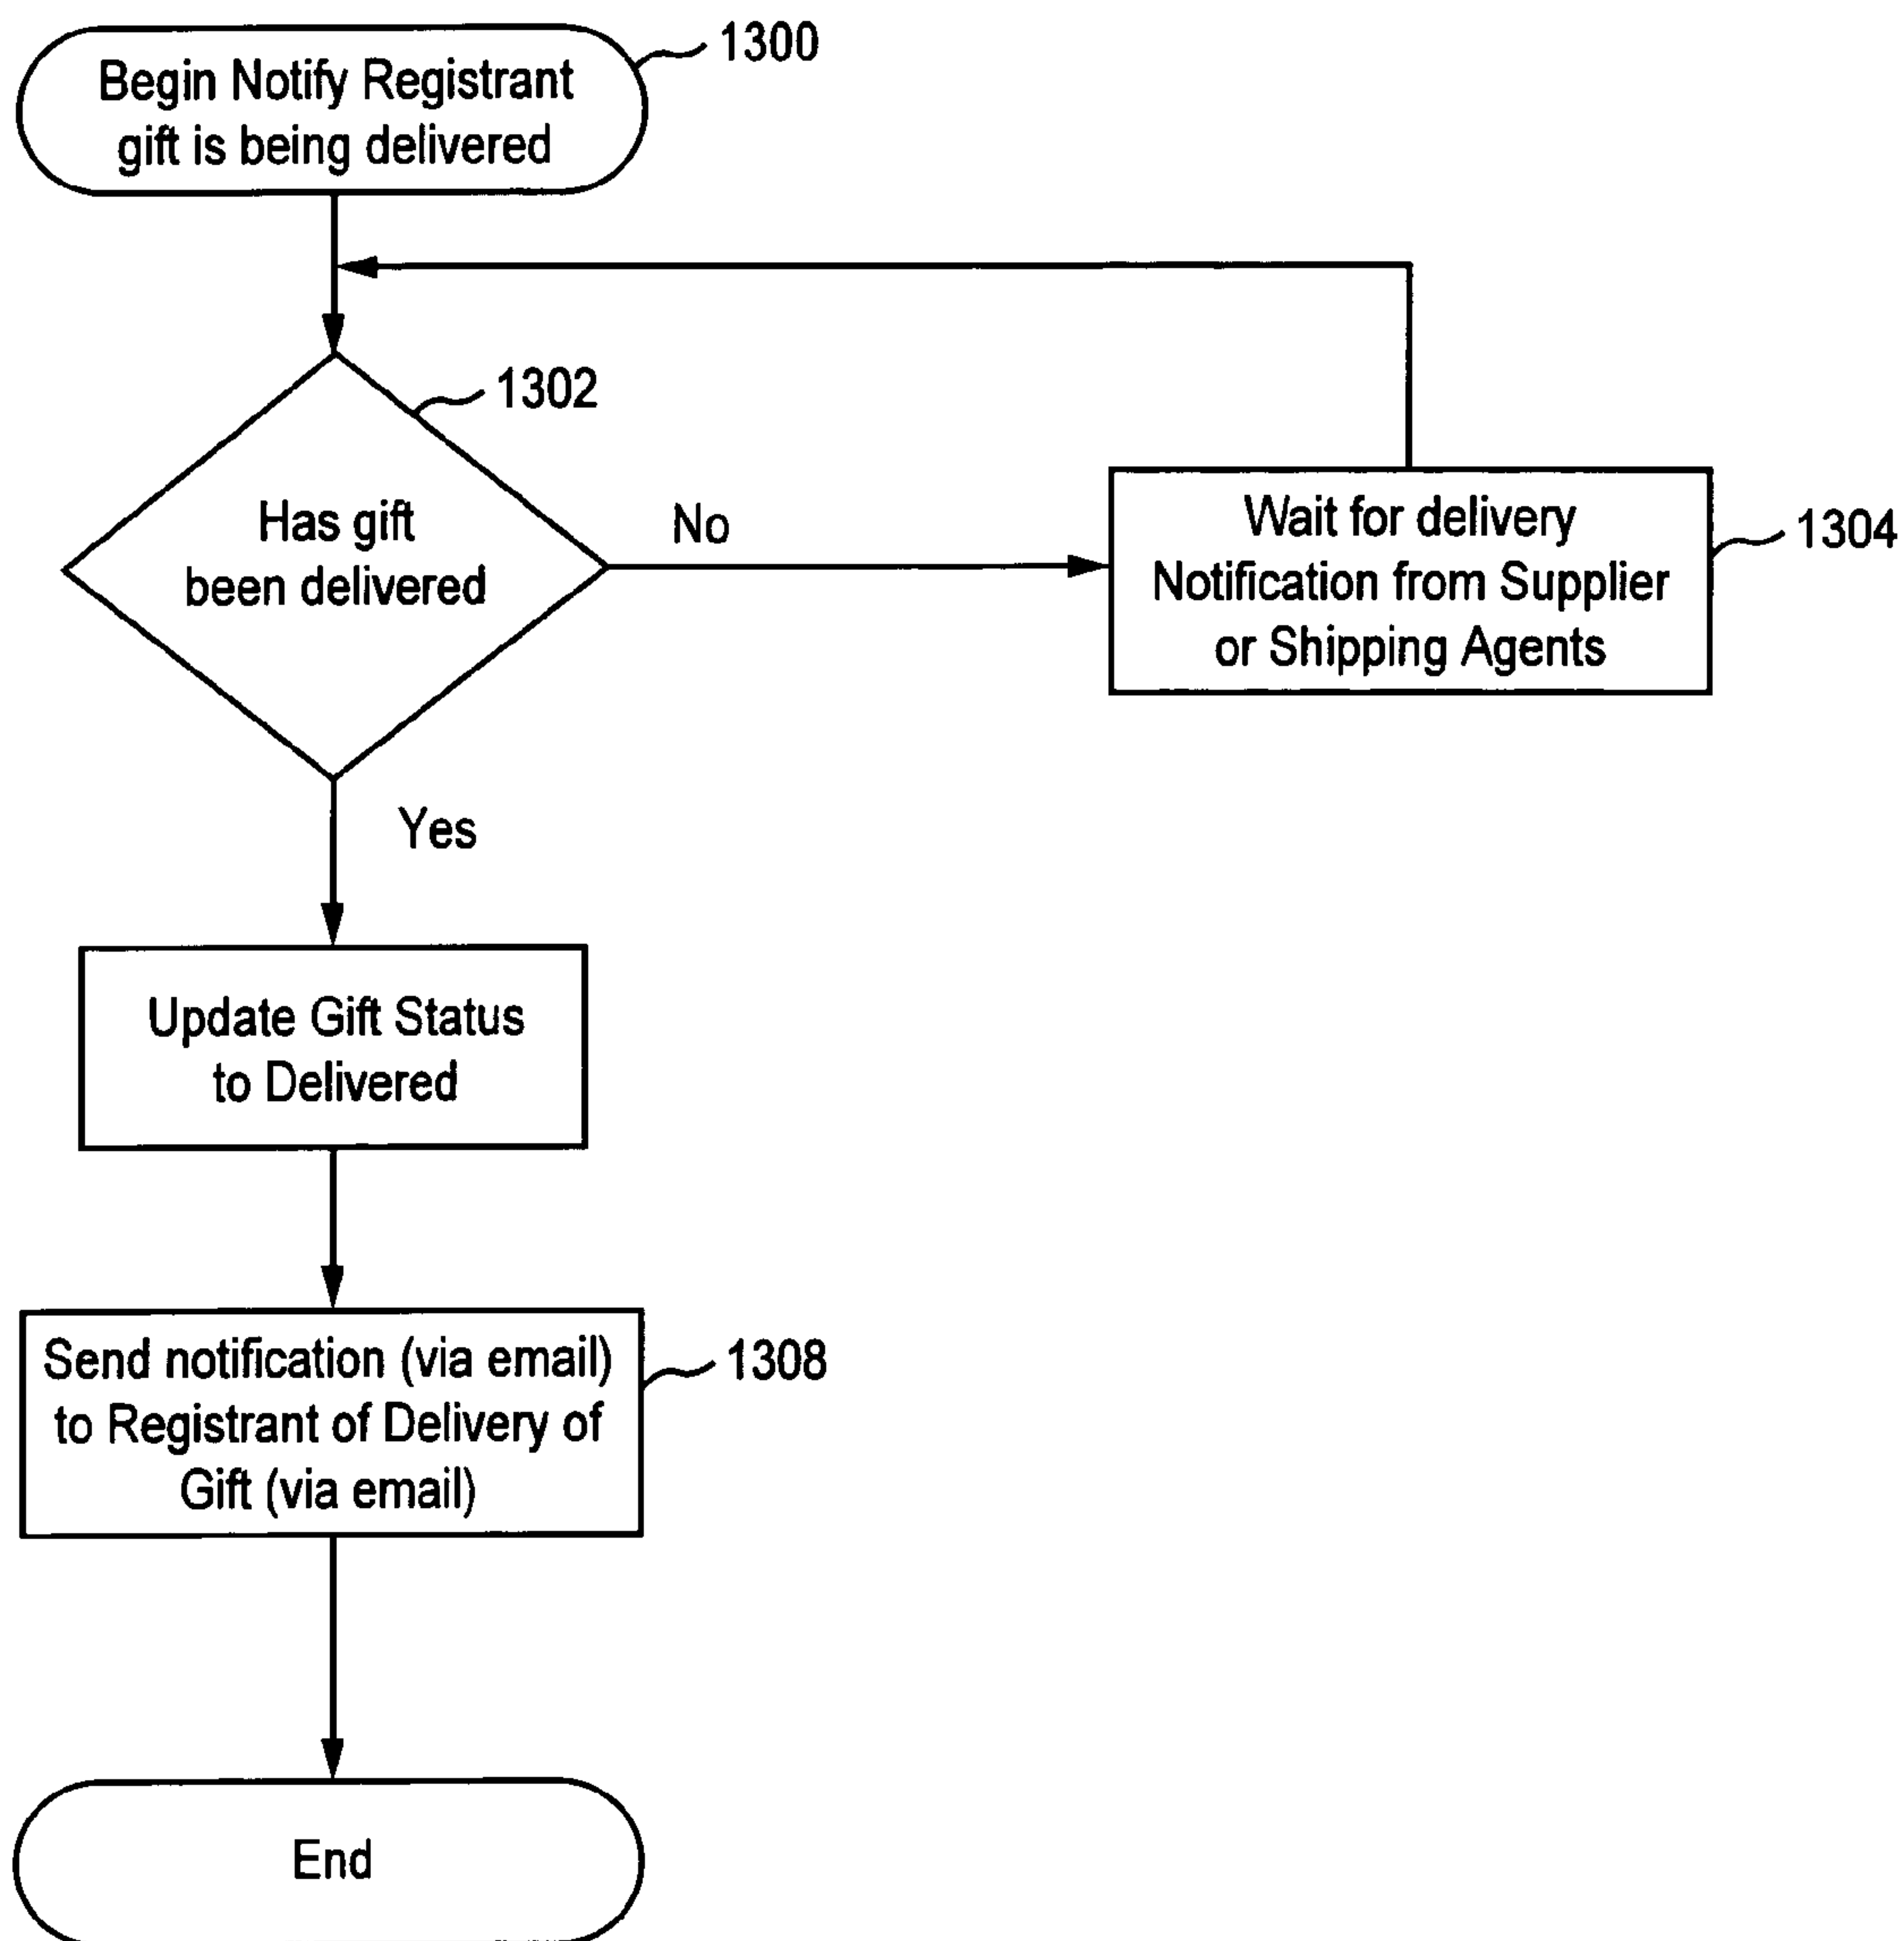 Begin Notify Registrant
gift is being delivered
1300
1302
Has gift
been delivered
No
Wait for delivery
Notification from Supplier
or Shipping Agents
1304
Yes
Update Gift Status
to Delivered
Send notification (via email)
to Registrant of Delivery of
Gift (via email)
1308
End